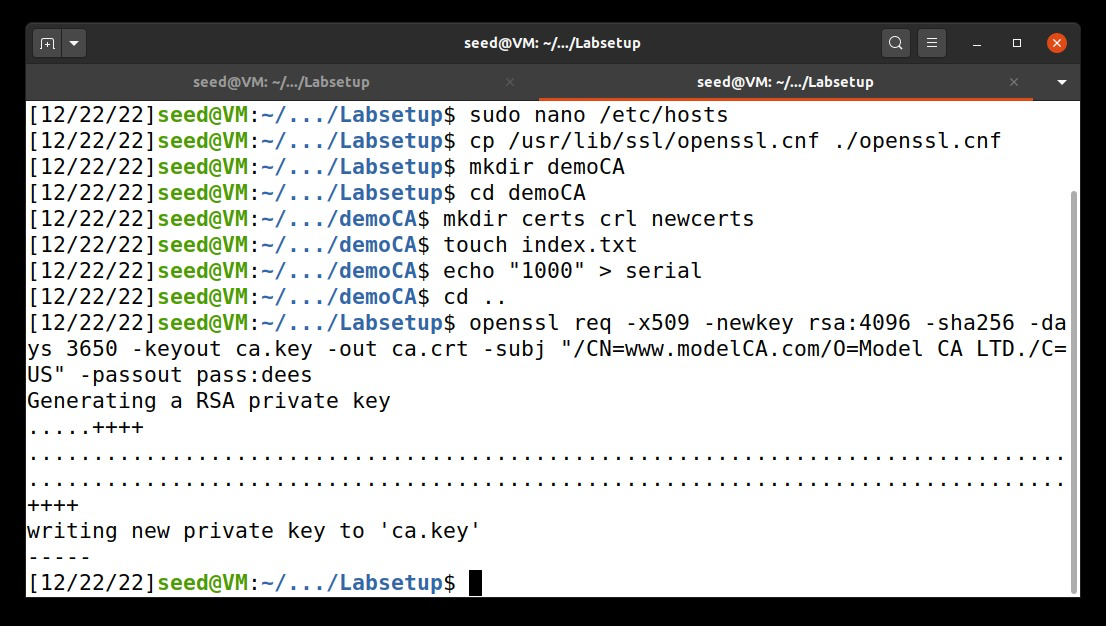 seed@VM: ~/.../Labsetup
seed@VM: ~/.../Labsetup
seed@VM: ~/.../Labsetup
[12/22/22]seed@VM:~/.../Labsetup$ sudo nano /etc/hosts
[12/22/22]seed@VM:~/.../Labsetup$ cp /usr/lib/ssl/openssl.cnf ./openssl.cnf
[12/22/22]seed@VM:~/.../Labsetup$ mkdir demoCA
[12/22/22]seed@VM:~/.../Labsetup$ cd demoCA
[12/22/22]seed@VM:~/.../demoCA$ mkdir certs crl newcerts
[12/22/22]seed@VM:~/.../demoCA$ touch index.txt
[12/22/22]seed@VM:~/.../demoCA$ echo "1000" > serial
[12/22/22]seed@VM:~/.../demoCA$ cd ..
[12/22/22]seed@VM:~/.../Labsetup$ openssl req -x509 -newkey rsa:4096 -sha256 -da
ys 3650 -keyout ca.key -out ca.crt -subj "/CN=www.modelCA.com/O=Model CA LTD./C=
US" -passout pass:dees
Generating a RSA private key
.....++++
................................................................................
................................................................................
++++
writing new private key to 'ca.key'
-----
[12/22/22]seed@VM:~/.../Labsetup$